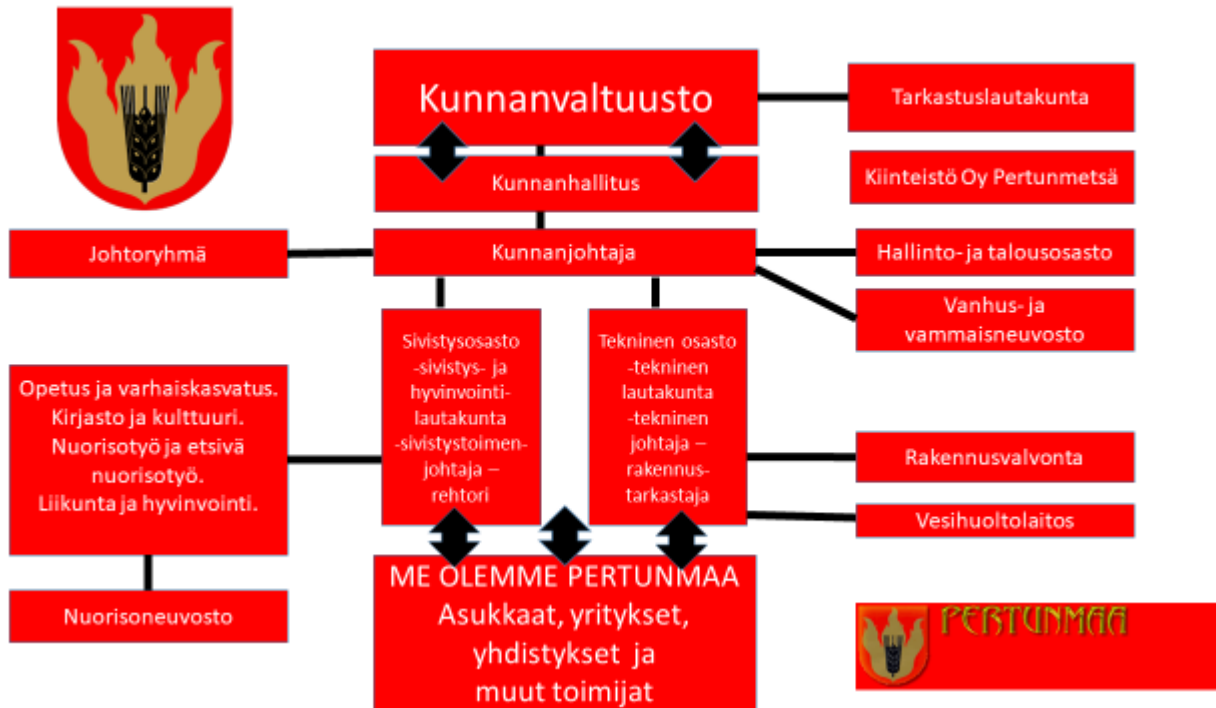 Kunnanvaltuusto
Tarkastuslautakunta
Kunnanhallitus
Kiinteistö Oy Pertunmetsä
Johtoryhmä
Kunnanjohtaja
Hallinto- ja talousosasto
Vanhus- ja
vammaisneuvosto
Sivistysosasto
-sivistys- ja
hyvinvointi-
lautakunta
-sivistystoimen-
johtaja –
rehtori
Tekninen osasto
-tekninen
lautakunta
-tekninen
johtaja –
rakennus-
tarkastaja
Opetus ja varhaiskasvatus.
Kirjasto ja kulttuuri.
Nuorisotyö ja etsivä
nuorisotyö.
Liikunta ja hyvinvointi.
Rakennusvalvonta
Vesihuoltolaitos
Nuorisoneuvosto
ME OLEMME PERTUNMAA
Asukkaat, yritykset,
yhdistykset ja
muut toimijat
PERTUNMAA